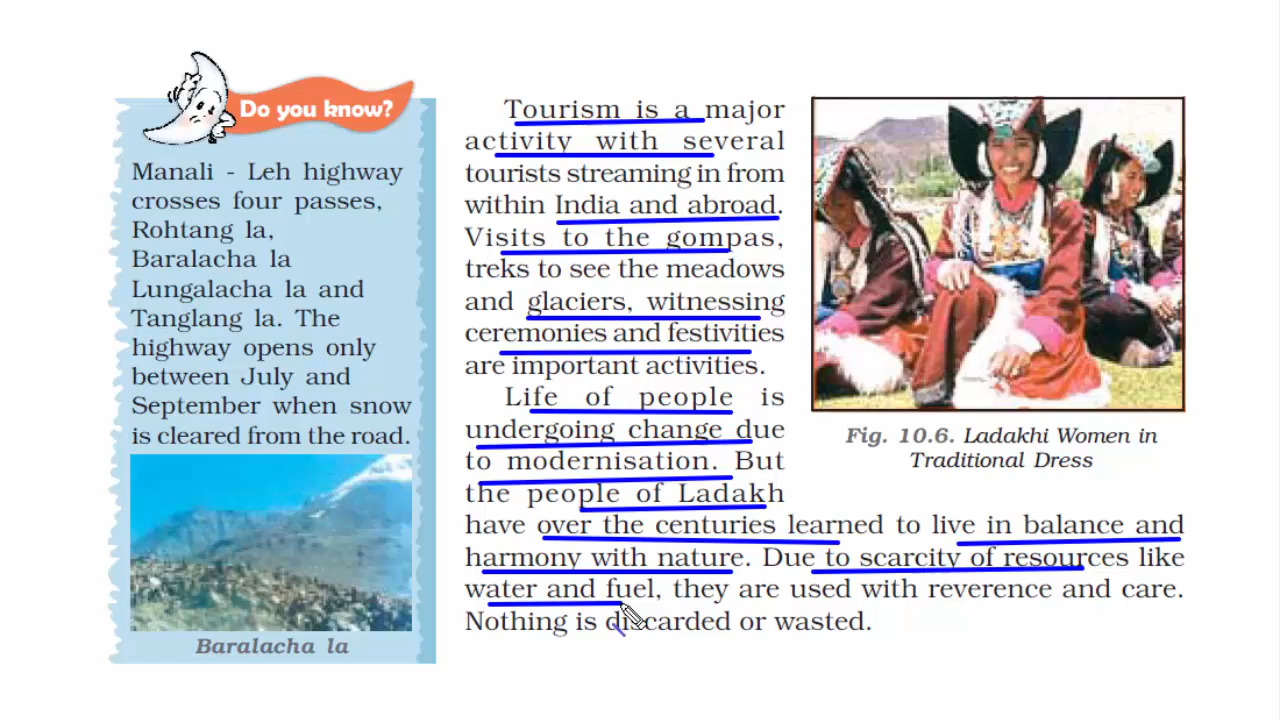 Do you know?
Manali - Leh highway
crosses four passes,
Rohtang la,
Baralacha la
Lungalacha la and
Tanglang la. The
highway opens only
between July and
September when snow
is cleared from the road.
Baralacha la
Tourism is a major
activity with several
tourists streaming in from
within India and abroad.
Visits to the gompas,
treks to see the meadows
and glaciers, witnessing
ceremonies and festivities
are important activities.
Life of people is
undergoing change due
to modernisation. But
the people of Ladakh
have over the centuries learned to live in balance and
harmony with nature. Due to scarcity of resources like
water and fuel, they are used with reverence and care.
Nothing is discarded or wasted.
Fig. 10.6. Ladakhi Women in
Traditional Dress